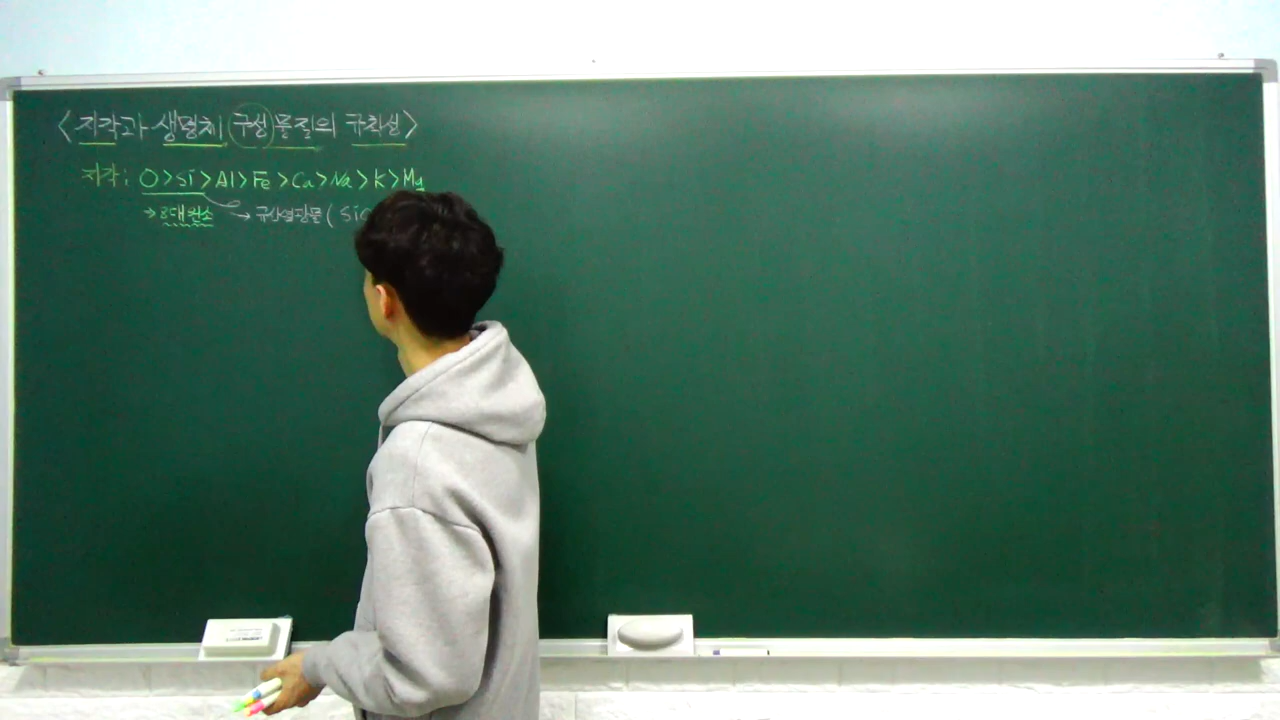 <지각과 생명체 구성 물질의 규칙성>
지각: O>Si>Al>Fe>Ca>Na>K>Mg
→8대원소 → 규산염광물(SiO